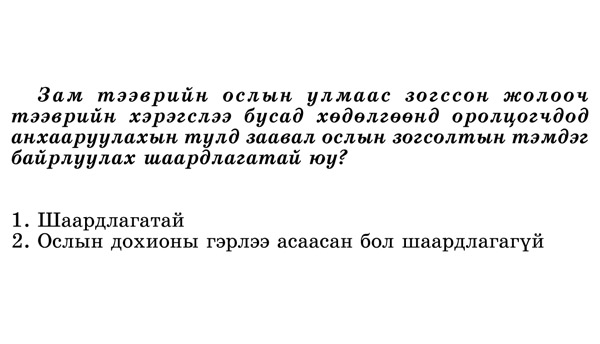 Зам тээврийн ослын улмаас зогссон жолооч
тээврийн хэрэгслээ бусад хөдөлгөөнд оролцогчдод
анхааруулахын тулд заавал ослын зогсолтын тэмдэг
байрлуулах шаардлагатай юу?
1. Шаардлагатай
2. Ослын дохионы гэрлээ асаасан бол шаардлагагүй